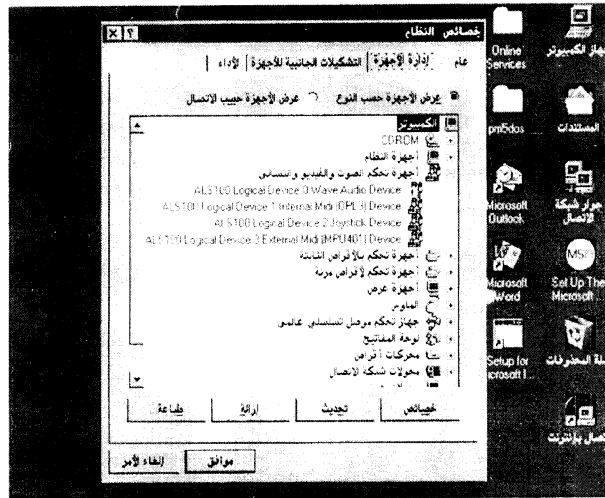 خصائص النظام
عام
إدارة الأجهزة
التشكيلات الجانبية للأجهزة
الأداء
عرض الأجهزة حسب النوع
عرض الأجهزة حسب الاتصال
الكمبيوتر
CDROM
أجهزة النظام
أجهزة تحكم الصوت والفيديو والتسالي
ALS100 Logical Device 0 Wave Audio Device
ALS100 Logical Device 1 Internal Midi (OPL3) Device
ALS100 Logical Device 2 Joystick Device
ALS100 Logical Device 3 External Midi (MPU401) Device
أجهزة تحكم بالأقراص الثابتة
أجهزة تحكم لأقراص مرنة
أجهزة عرض
الماوس
جهاز تحكم موصل تسلسلي عالمي
لوحة المفاتيح
محركات أقراص
محولات شبكة الاتصال
خصائص
تحديث
إزالة
طباعة
موافق
إلغاء الأمر
جهاز الكمبيوتر
Online Services
المستندات
pm5dos
جوار شبكة الاتصال
Microsoft Outlook
Set Up The Microsoft ...
Microsoft Word
سلة المحذوفات
Setup for
icrosoft I...
تصال بإنترنت